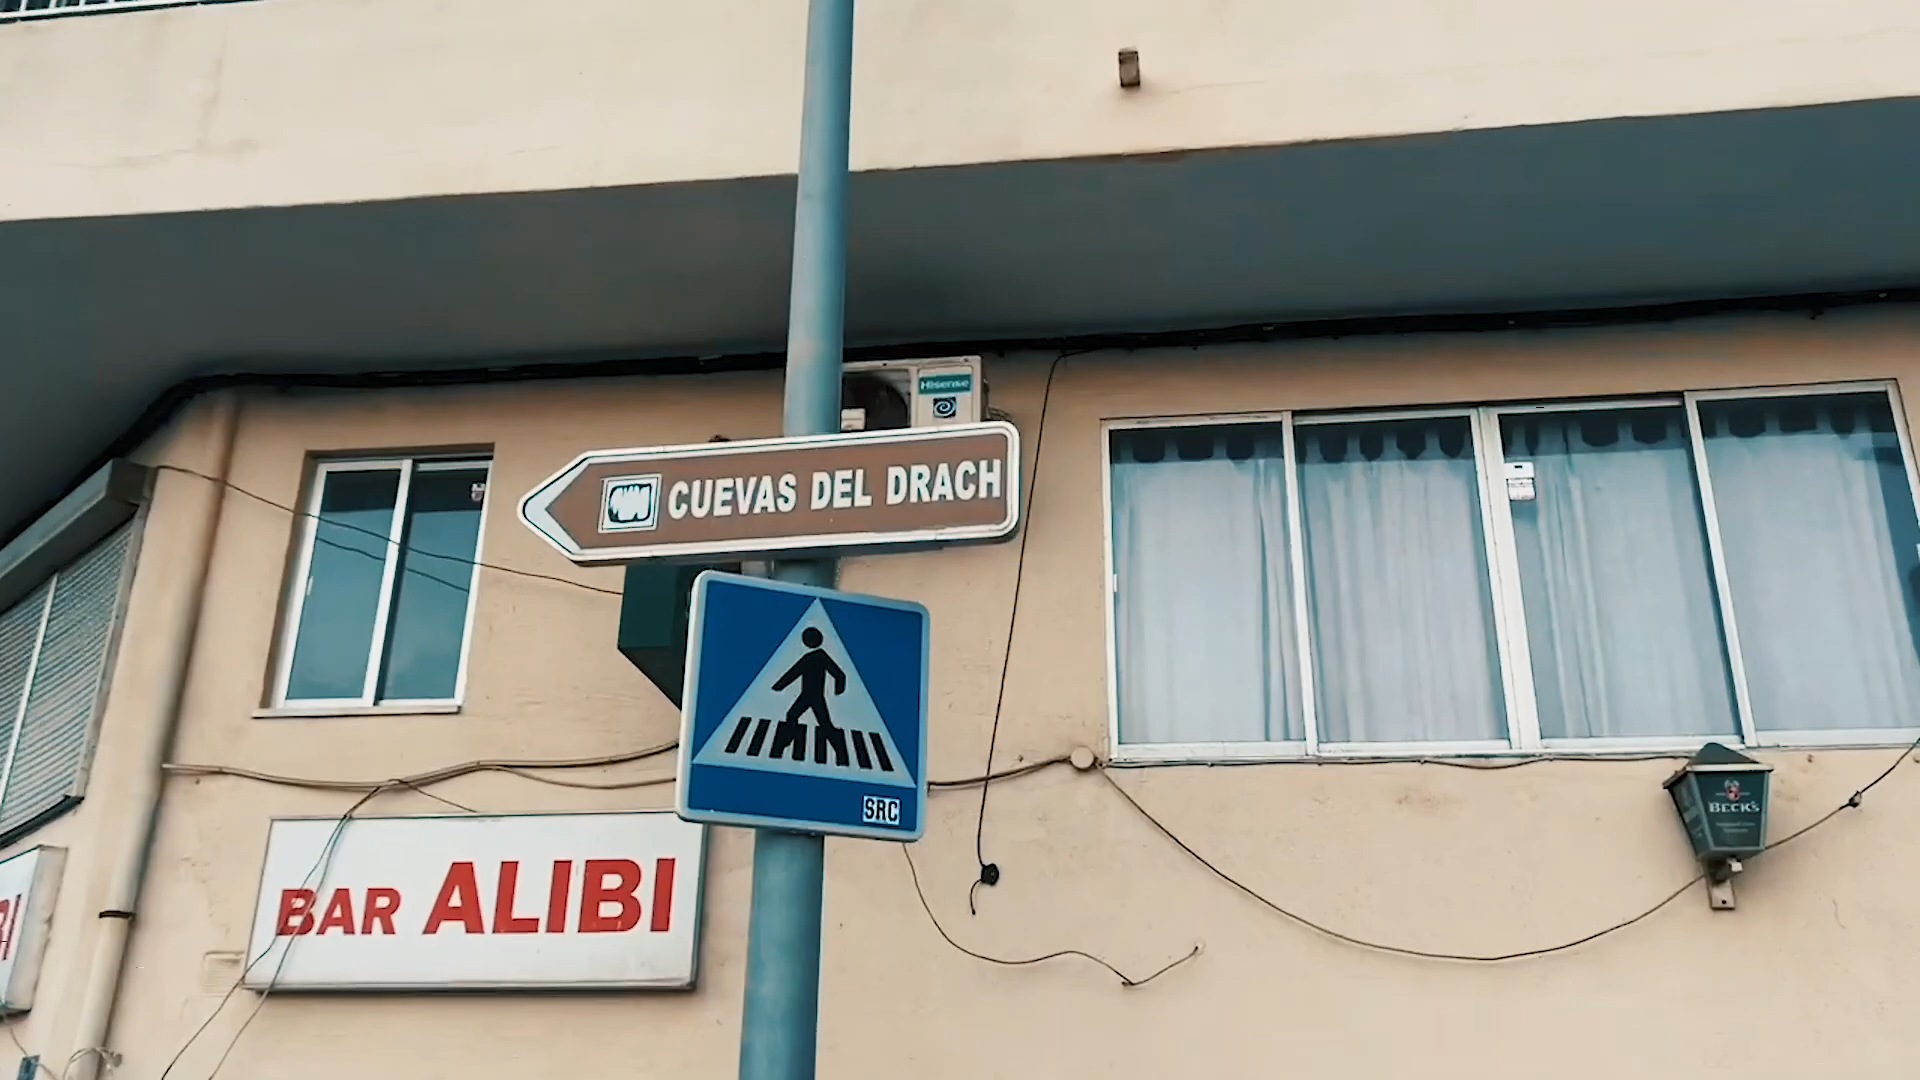 Hisense
CUEVAS DEL DRACH
SRC
BECK'S
BAR ALIBI